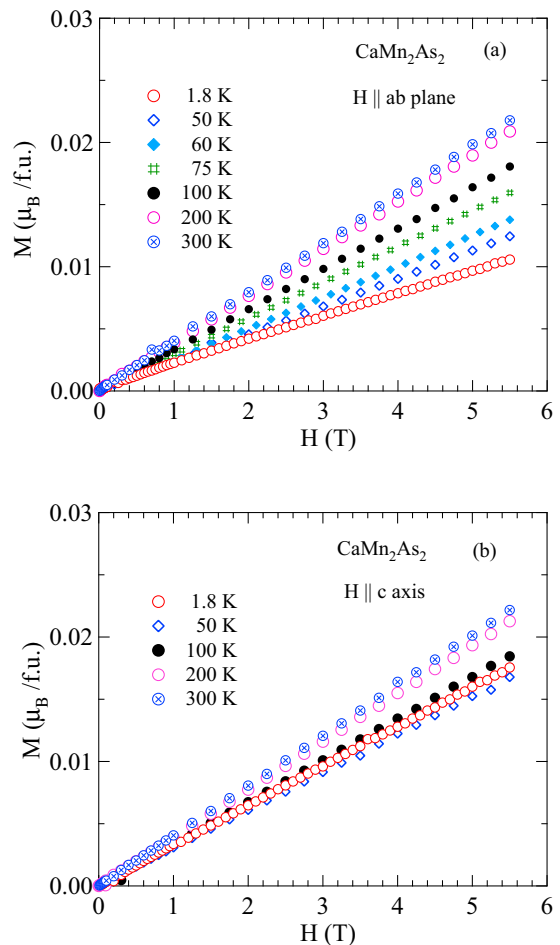 0.03
CaMn2As2
(a)
1.8 K
H || ab plane
50 K
60 K
0.02
75 K
100 K
200 K
300 K
M (μB /f.u.)
0.01
0.00
0 1 2 3 4 5 6
H (T)
0.03
CaMn2As2
(b)
H || c axis
1.8 K
50 K
0.02
100 K
200 K
300 K
M (μB /f.u.)
0.01
0.00
0 1 2 3 4 5 6
H (T)